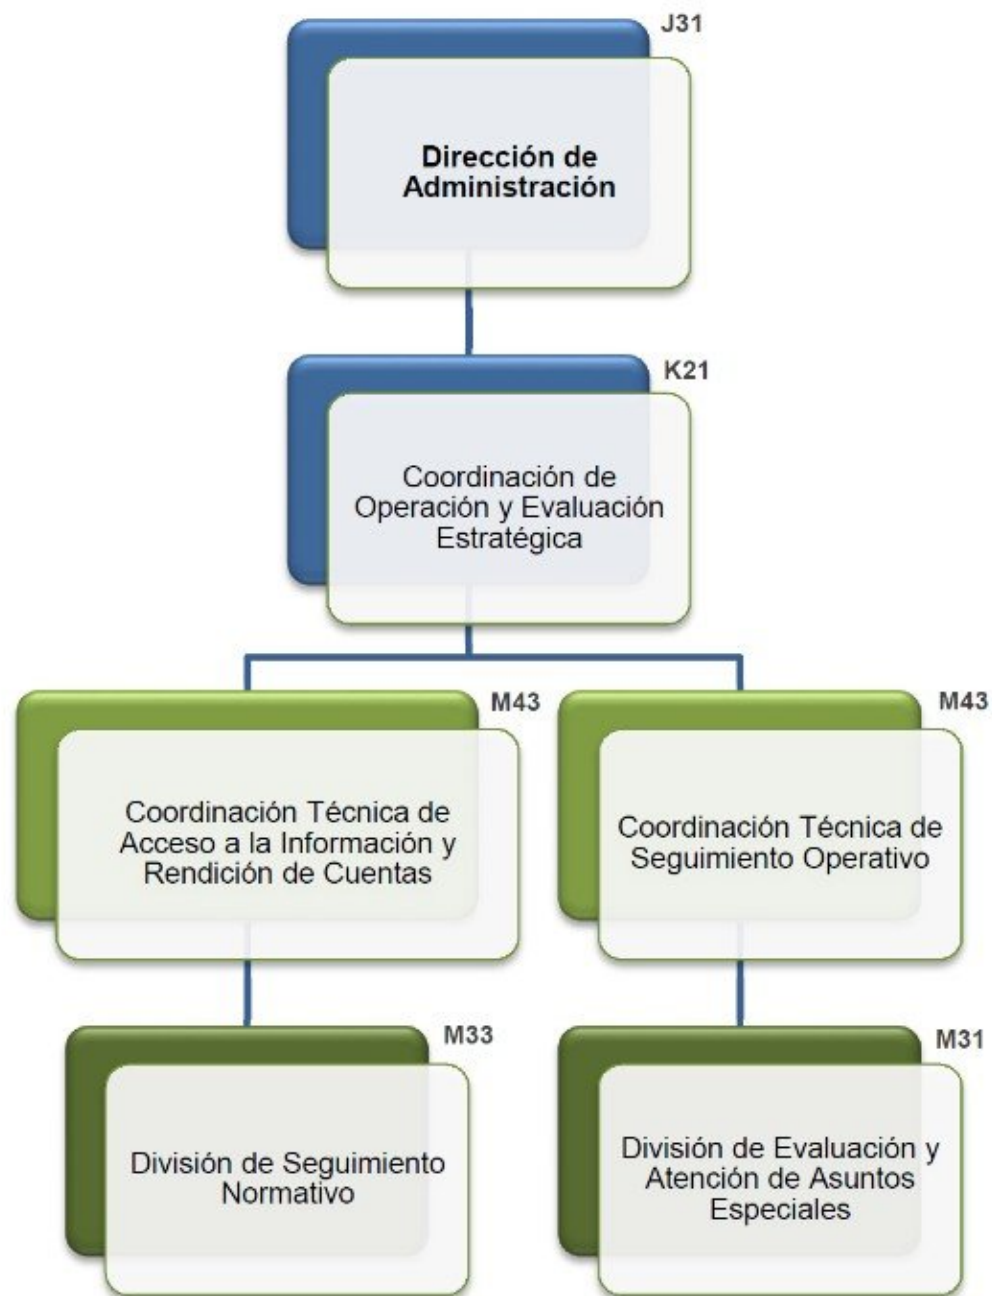 J31
Dirección de
Administración
K21
Coordinación de
Operación y Evaluación
Estratégica
M43
Coordinación Técnica de
Acceso a la Información y
Rendición de Cuentas
M43
Coordinación Técnica de
Seguimiento Operativo
M33
División de Seguimiento
Normativo
M31
División de Evaluación y
Atención de Asuntos
Especiales